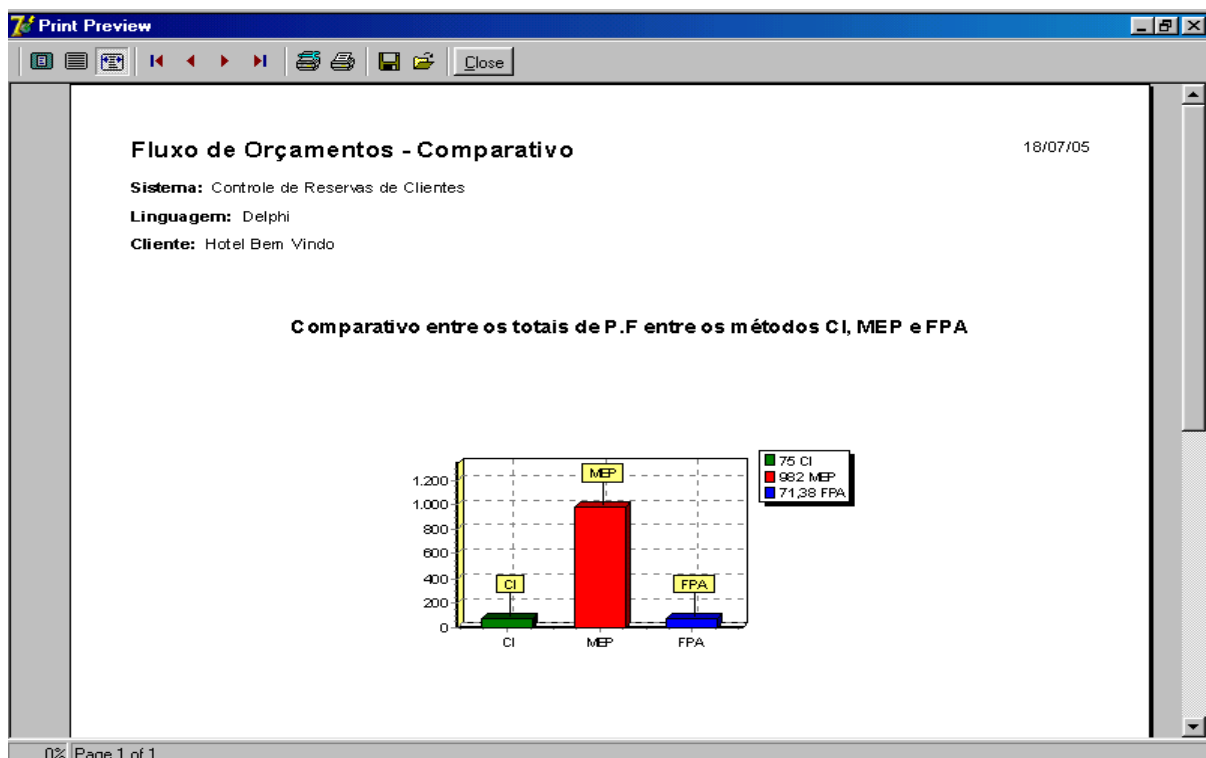 Print Preview
Close
Fluxo de Orçamentos - Comparativo
18/07/05
Sistema: Controle de Reservas de Clientes
Linguagem: Delphi
Cliente: Hotel Bem Vindo
Comparativo entre os totais de P.F entre os métodos CI, MEP e FPA
75 CI
982 MEP
71,38 FPA
1.200
1.000
800
600
400
200
0
MEP
CI
FPA
CI
MEP
FPA
0% Page 1 of 1